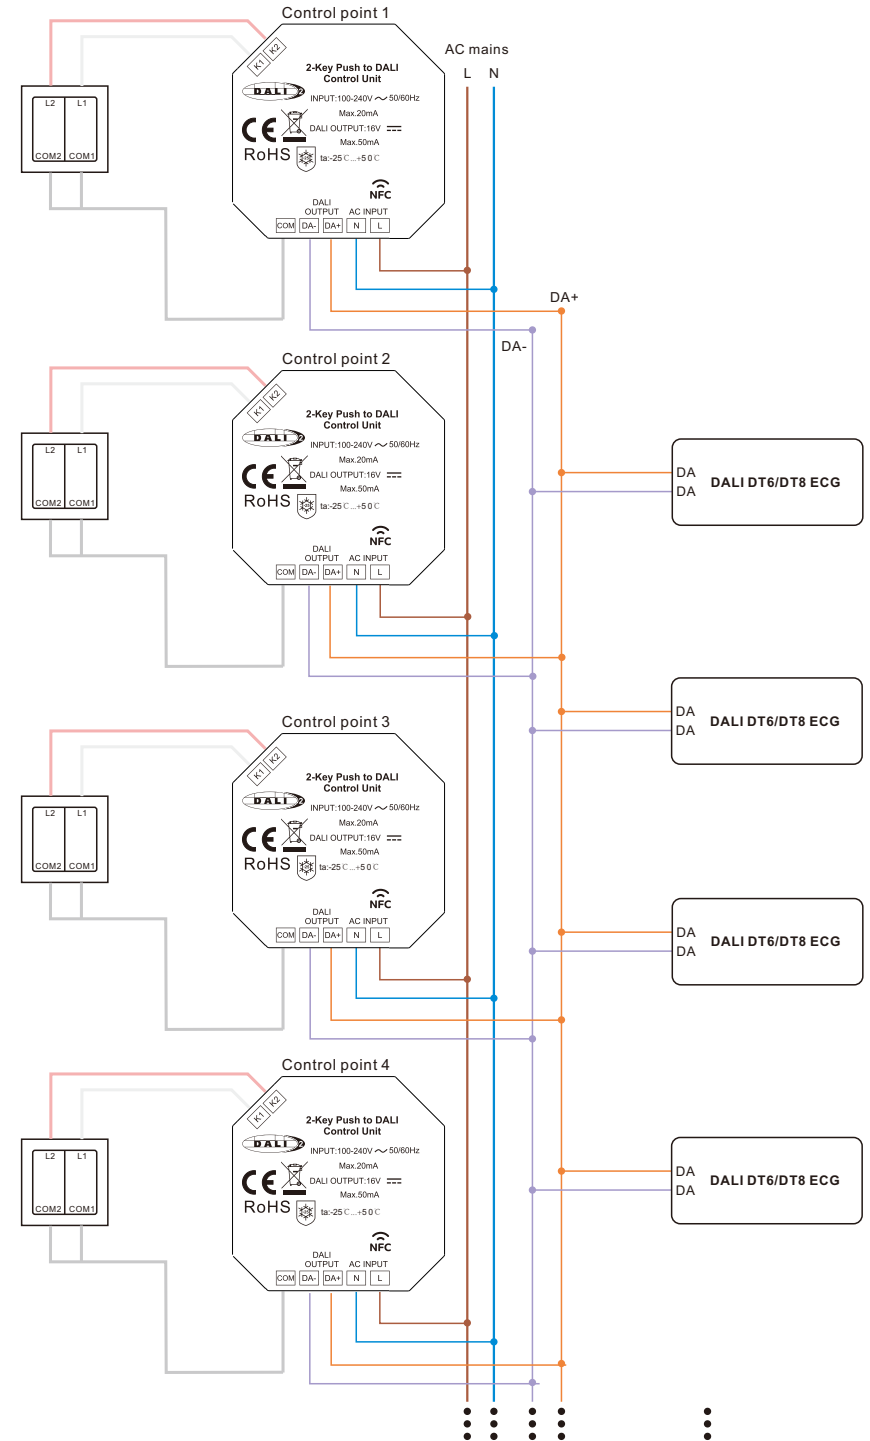 Control point 1
K1
K2
2-Key Push to DALI
Control Unit
DALI 2
INPUT:100-240V ～ 50/60Hz
Max.20mA
DALI OUTPUT:16V ⎓
Max.50mA
CE
RoHS
ta:-25℃...+50℃
NFC
DALI
OUTPUT
AC INPUT
COM
DA-
DA+
N
L
L2
L1
COM2
COM1
AC mains
L
N
DA+
DA-
Control point 2
K1
K2
2-Key Push to DALI
Control Unit
DALI 2
INPUT:100-240V ～ 50/60Hz
Max.20mA
DALI OUTPUT:16V ⎓
Max.50mA
CE
RoHS
ta:-25℃...+50℃
NFC
DALI
OUTPUT
AC INPUT
COM
DA-
DA+
N
L
L2
L1
COM2
COM1
DA
DA
DALI DT6/DT8 ECG
DA
DA
DALI DT6/DT8 ECG
Control point 3
K1
K2
2-Key Push to DALI
Control Unit
DALI 2
INPUT:100-240V ～ 50/60Hz
Max.20mA
DALI OUTPUT:16V ⎓
Max.50mA
CE
RoHS
ta:-25℃...+50℃
NFC
DALI
OUTPUT
AC INPUT
COM
DA-
DA+
N
L
L2
L1
COM2
COM1
DA
DA
DALI DT6/DT8 ECG
Control point 4
K1
K2
2-Key Push to DALI
Control Unit
DALI 2
INPUT:100-240V ～ 50/60Hz
Max.20mA
DALI OUTPUT:16V ⎓
Max.50mA
CE
RoHS
ta:-25℃...+50℃
NFC
DALI
OUTPUT
AC INPUT
COM
DA-
DA+
N
L
L2
L1
COM2
COM1
DA
DA
DALI DT6/DT8 ECG